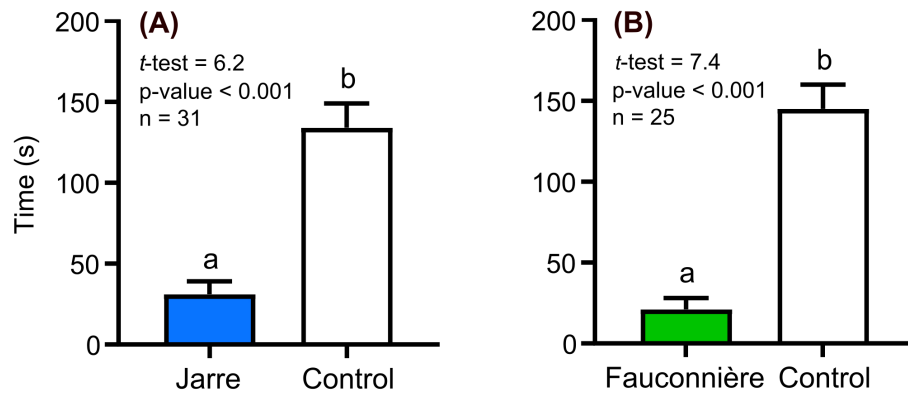 (A)
t-test = 6.2
p-value < 0.001
n = 31
Time (s)
200
150
100
50
0
a
b
Jarre Control
(B)
t-test = 7.4
p-value < 0.001
n = 25
200
150
100
50
0
a
b
Fauconnière Control